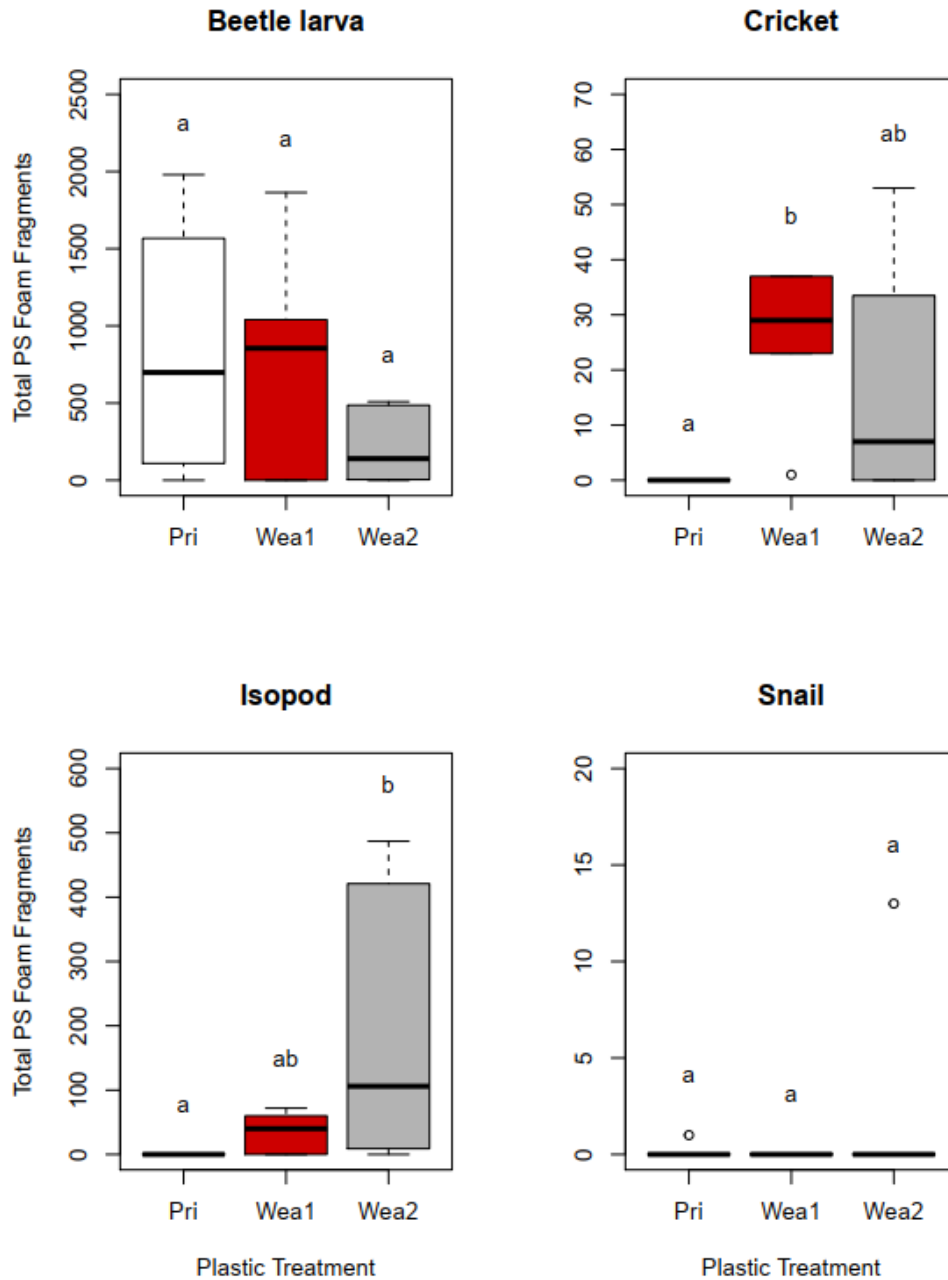 Beetle larva
Total PS Foam Fragments
2500
2000
1500
1000
500
0
a
a
a
Pri Wea1 Wea2
Cricket
70
60
50
40
30
20
10
0
a
b
ab
Pri Wea1 Wea2
Isopod
Total PS Foam Fragments
600
500
400
300
200
100
0
a
ab
b
Pri Wea1 Wea2
Plastic Treatment
Snail
20
15
10
5
0
a
a
a
Pri Wea1 Wea2
Plastic Treatment